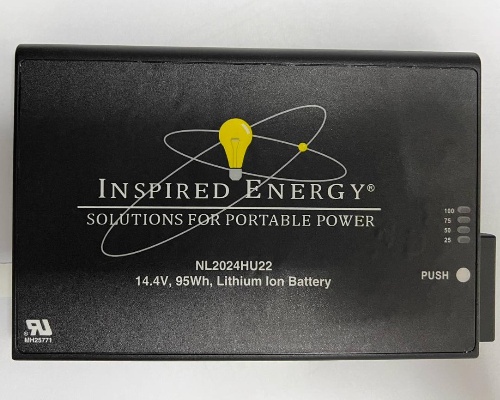 INSPIRED ENERGY®
SOLUTIONS FOR PORTABLE POWER
100
75
50
25
NL2024HU22
14.4V, 95Wh, Lithium Ion Battery
PUSH
RU®
MH25771